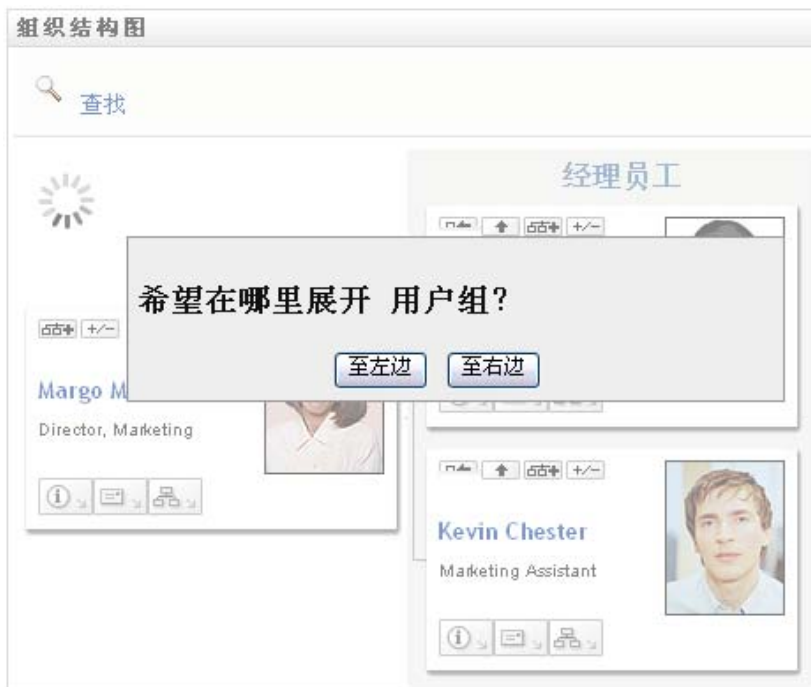 组织结构图
查找
经理员工
+/-
希望在哪里展开 用户组?
至左边 至右边
+/-
Margo M
Director, Marketing
+/-
Kevin Chester
Marketing Assistant